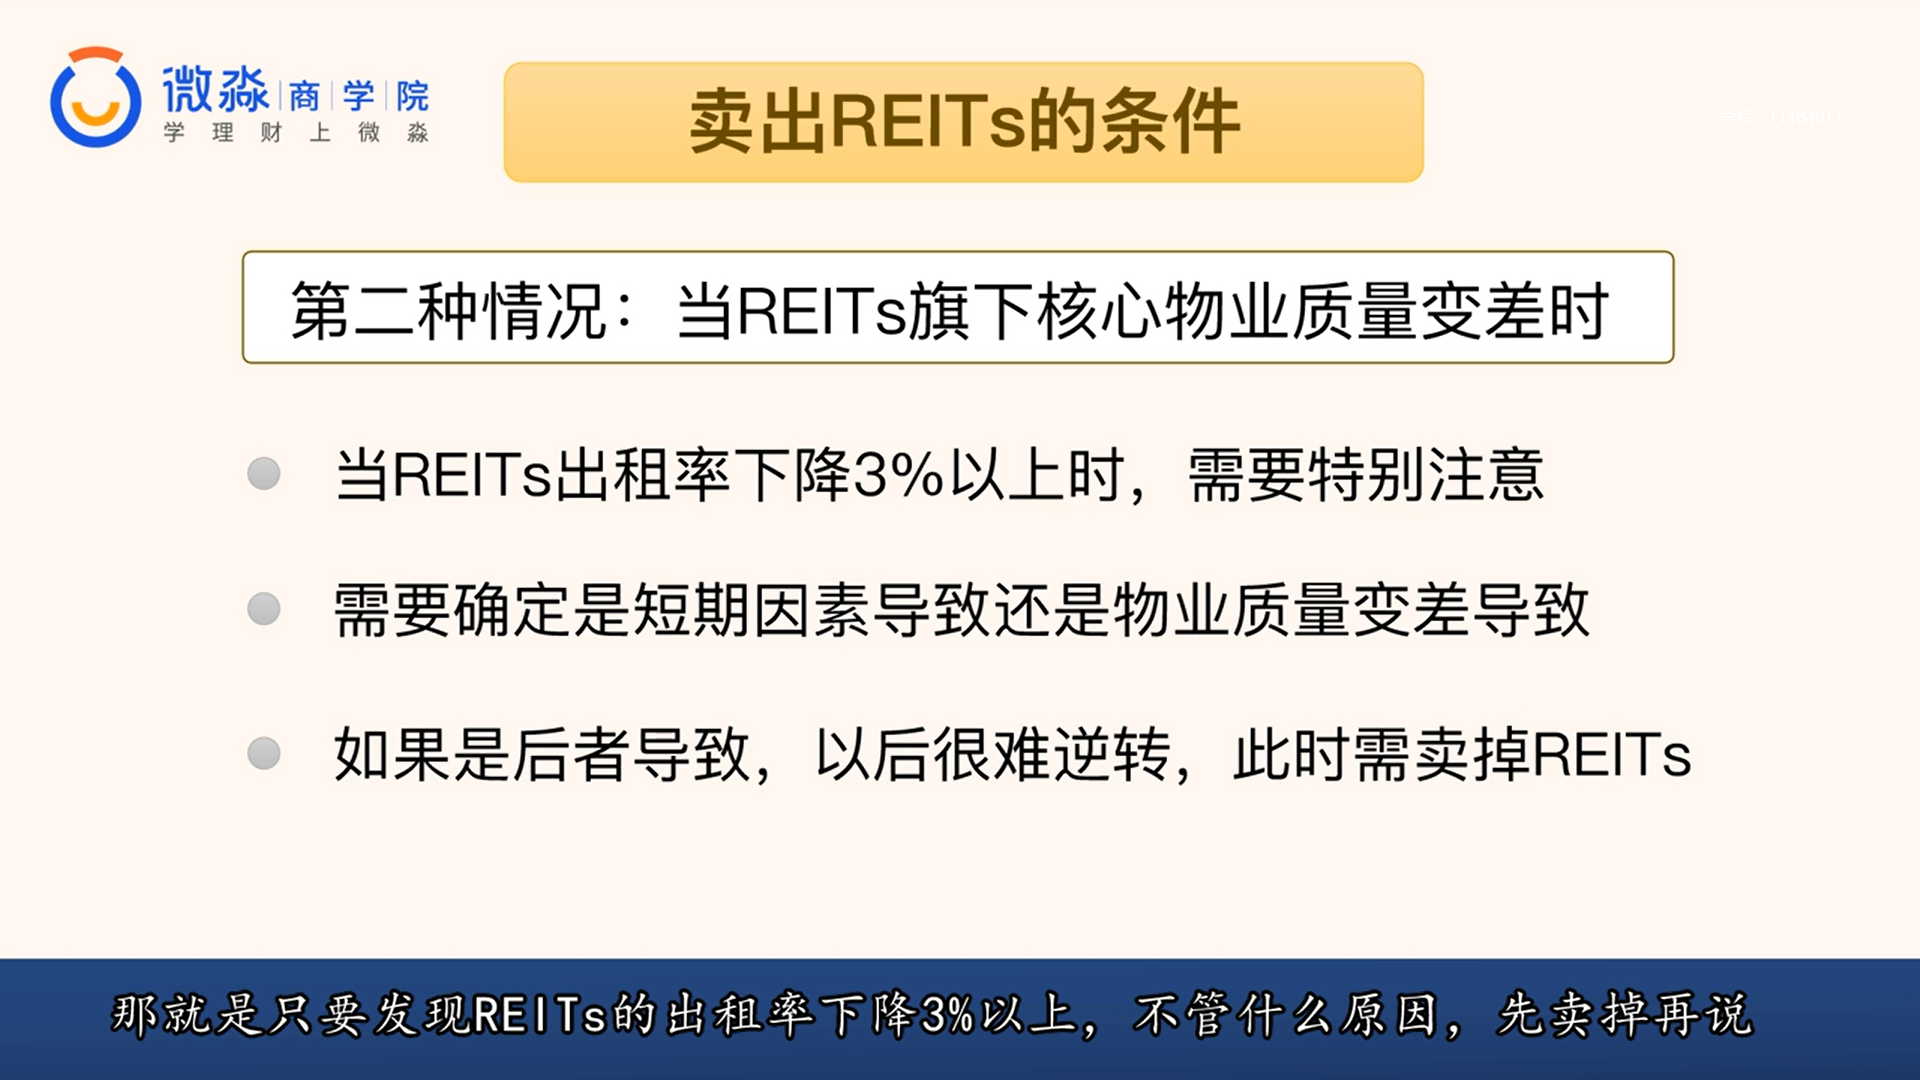 微淼商学院
学理财上微淼
卖出REITs的条件
学号：11184911
第二种情况：当REITs旗下核心物业质量变差时
当REITs出租率下降3%以上时，需要特别注意
需要确定是短期因素导致还是物业质量变差导致
如果是后者导致，以后很难逆转，此时需卖掉REITs
那就是只要发现REITs的出租率下降3%以上，不管什么原因，先卖掉再说